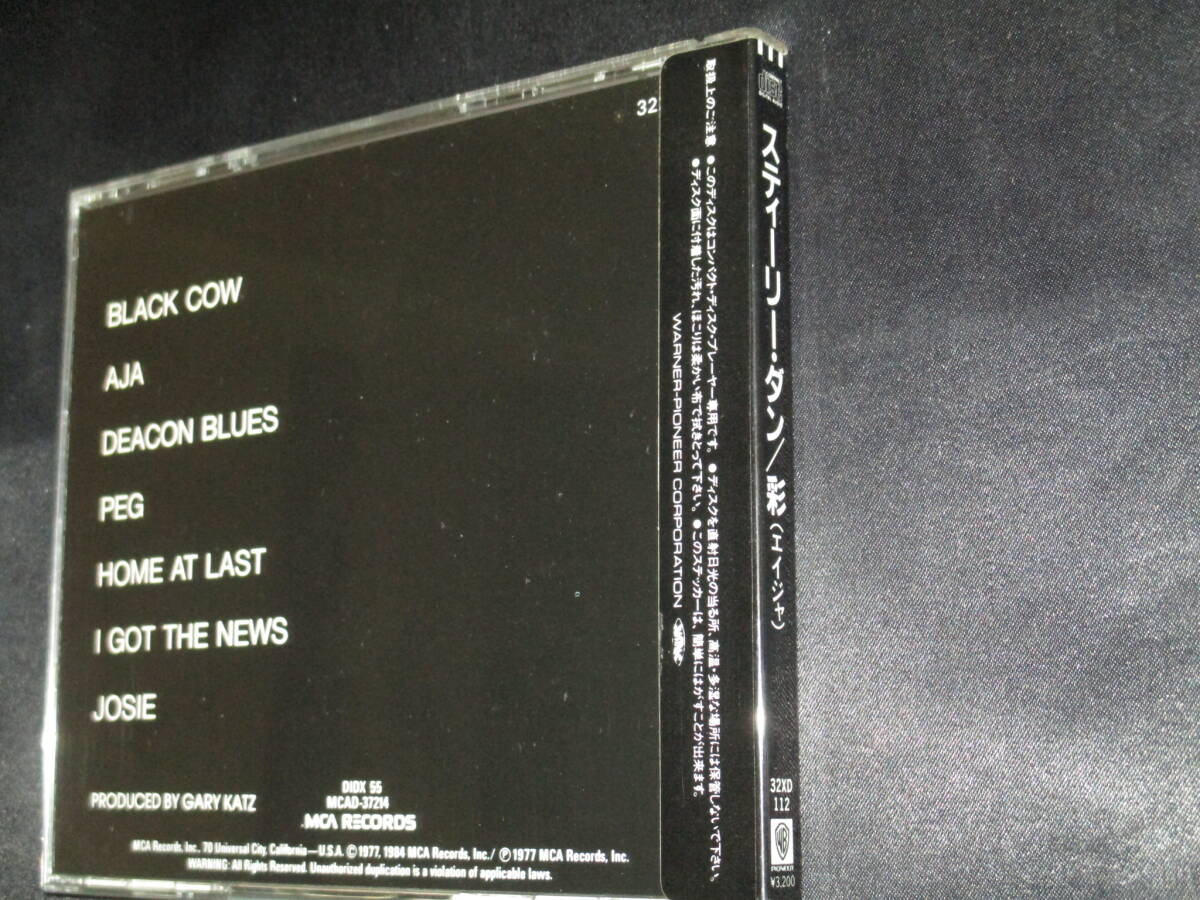 32
BLACK COW
AJA
DEACON BLUES
PEG
HOME AT LAST
I GOT THE NEWS
JOSIE
PRODUCED BY GARY KATZ
DIDX 55
MCAD-37214
MCA RECORDS
MCA Records, Inc., 70 Universal City, California—U.S.A. ©1977, 1984 MCA Records, Inc./ ℗1977 MCA Records, Inc.
WARNING: All Rights Reserved. Unauthorized duplication is a violation of applicable laws.
取扱上のご注意 ●このディスクはコンパクト・ディスク・プレーヤー専用です。 ●ディスクを直射日光の当る所、高温・多湿な場所には保管しないで下さい。
●ディスク面に付着した汚れ、ほこりは柔かい布で拭きとって下さい。 ●このステッカーは、簡単にはがすことが出来ます。
WARNER-PIONEER CORPORATION
スティーリー・ダン/彩(エイジャ)
32XD
112
PIONEER
¥3,200